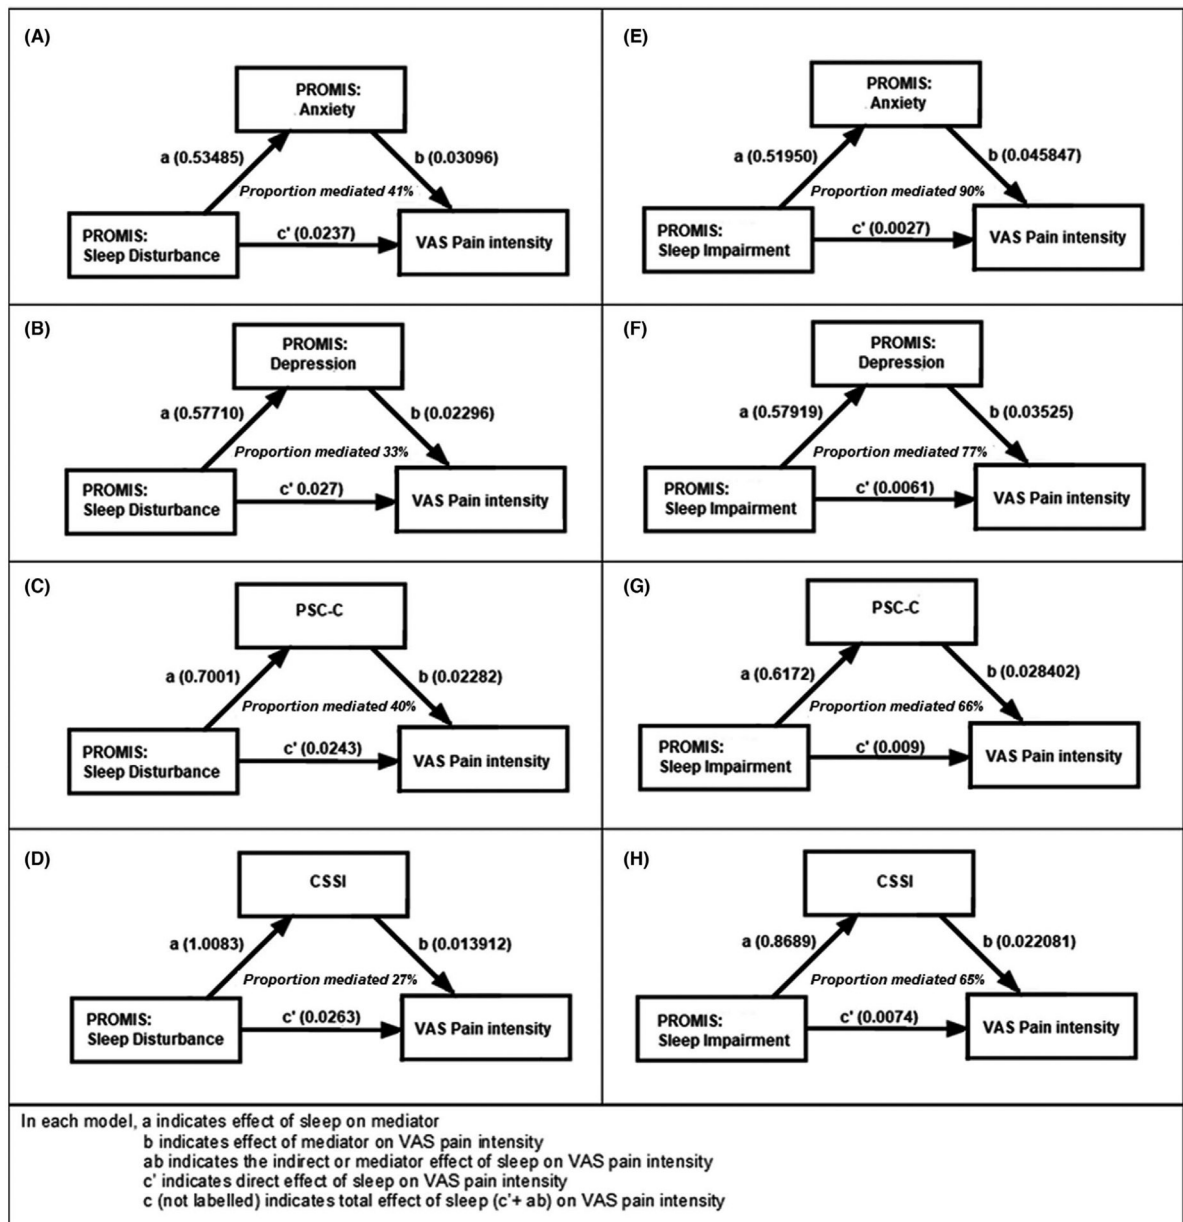 (A)
PROMIS:
Anxiety
a (0.53485)
b (0.03096)
Proportion mediated 41%
PROMIS:
Sleep Disturbance
c' (0.0237)
VAS Pain intensity
(E)
PROMIS:
Anxiety
a (0.51950)
b (0.045847)
Proportion mediated 90%
PROMIS:
Sleep Impairment
c' (0.0027)
VAS Pain intensity
(B)
PROMIS:
Depression
a (0.57710)
b (0.02296)
Proportion mediated 33%
PROMIS:
Sleep Disturbance
c' 0.027)
VAS Pain intensity
(F)
PROMIS:
Depression
a (0.57919)
b (0.03525)
Proportion mediated 77%
PROMIS:
Sleep Impairment
c' (0.0061)
VAS Pain intensity
(C)
PSC-C
a (0.7001)
b (0.02282)
Proportion mediated 40%
PROMIS:
Sleep Disturbance
c' (0.0243)
VAS Pain intensity
(G)
PSC-C
a (0.6172)
b (0.028402)
Proportion mediated 66%
PROMIS:
Sleep Impairment
c' (0.009)
VAS Pain intensity
(D)
CSSI
a (1.0083)
b (0.013912)
Proportion mediated 27%
PROMIS:
Sleep Disturbance
c' (0.0263)
VAS Pain intensity
(H)
CSSI
a (0.8689)
b (0.022081)
Proportion mediated 65%
PROMIS:
Sleep Impairment
c' (0.0074)
VAS Pain intensity
In each model, a indicates effect of sleep on mediator
b indicates effect of mediator on VAS pain intensity
ab indicates the indirect or mediator effect of sleep on VAS pain intensity
c' indicates direct effect of sleep on VAS pain intensity
c (not labelled) indicates total effect of sleep (c'+ ab) on VAS pain intensity